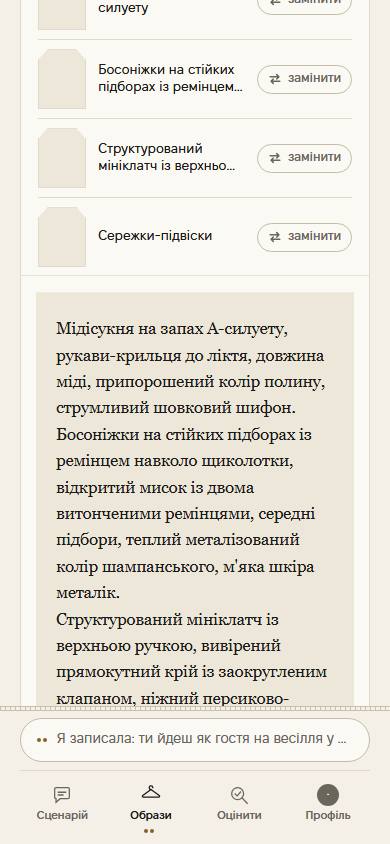 силуету
замінити
Босоніжки на стійких
підборах із ремінцем...
замінити
Структурований
мініклатч із верхньо...
замінити
Сережки-підвіски
замінити
Мідісукня на запах А-силуету,
рукави-крильця до ліктя, довжина
міді, припорошений колір полину,
струмливий шовковий шифон.
Босоніжки на стійких підборах із
ремінцем навколо щиколотки,
відкритий мисок із двома
витонченими ремінцями, середні
підбори, теплий металізований
колір шампанського, м'яка шкіра
металік.
Структурований мініклатч із
верхньою ручкою, вивірений
прямокутний крій із заокругленим
клапаном, ніжний персиково-
Я записала: ти йдеш як гостя на весілля у ...
Сценарій
Образи
Оцінити
Профіль